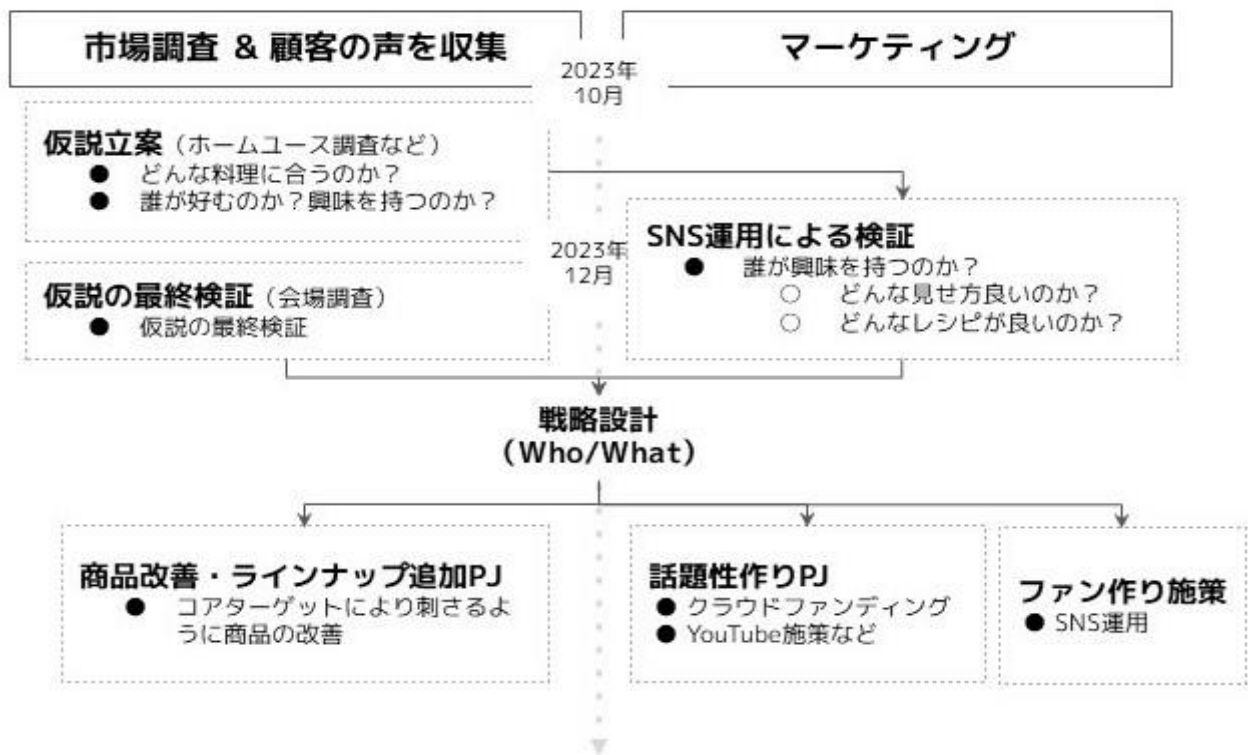 市場調査 & 顧客の声を収集
マーケティング
2023年
10月
仮説立案（ホームユース調査など）
● どんな料理に合うのか？
● 誰が好むのか？興味を持つのか？
2023年
12月
SNS運用による検証
● 誰が興味を持つのか？
○ どんな見せ方良いのか？
○ どんなレシピが良いのか？
仮説の最終検証（会場調査）
● 仮説の最終検証
戦略設計
（Who/What）
商品改善・ラインナップ追加PJ
● コアターゲットにより刺さるよ
うに商品の改善
話題性作りPJ
● クラウドファンディング
● YouTube施策など
ファン作り施策
● SNS運用